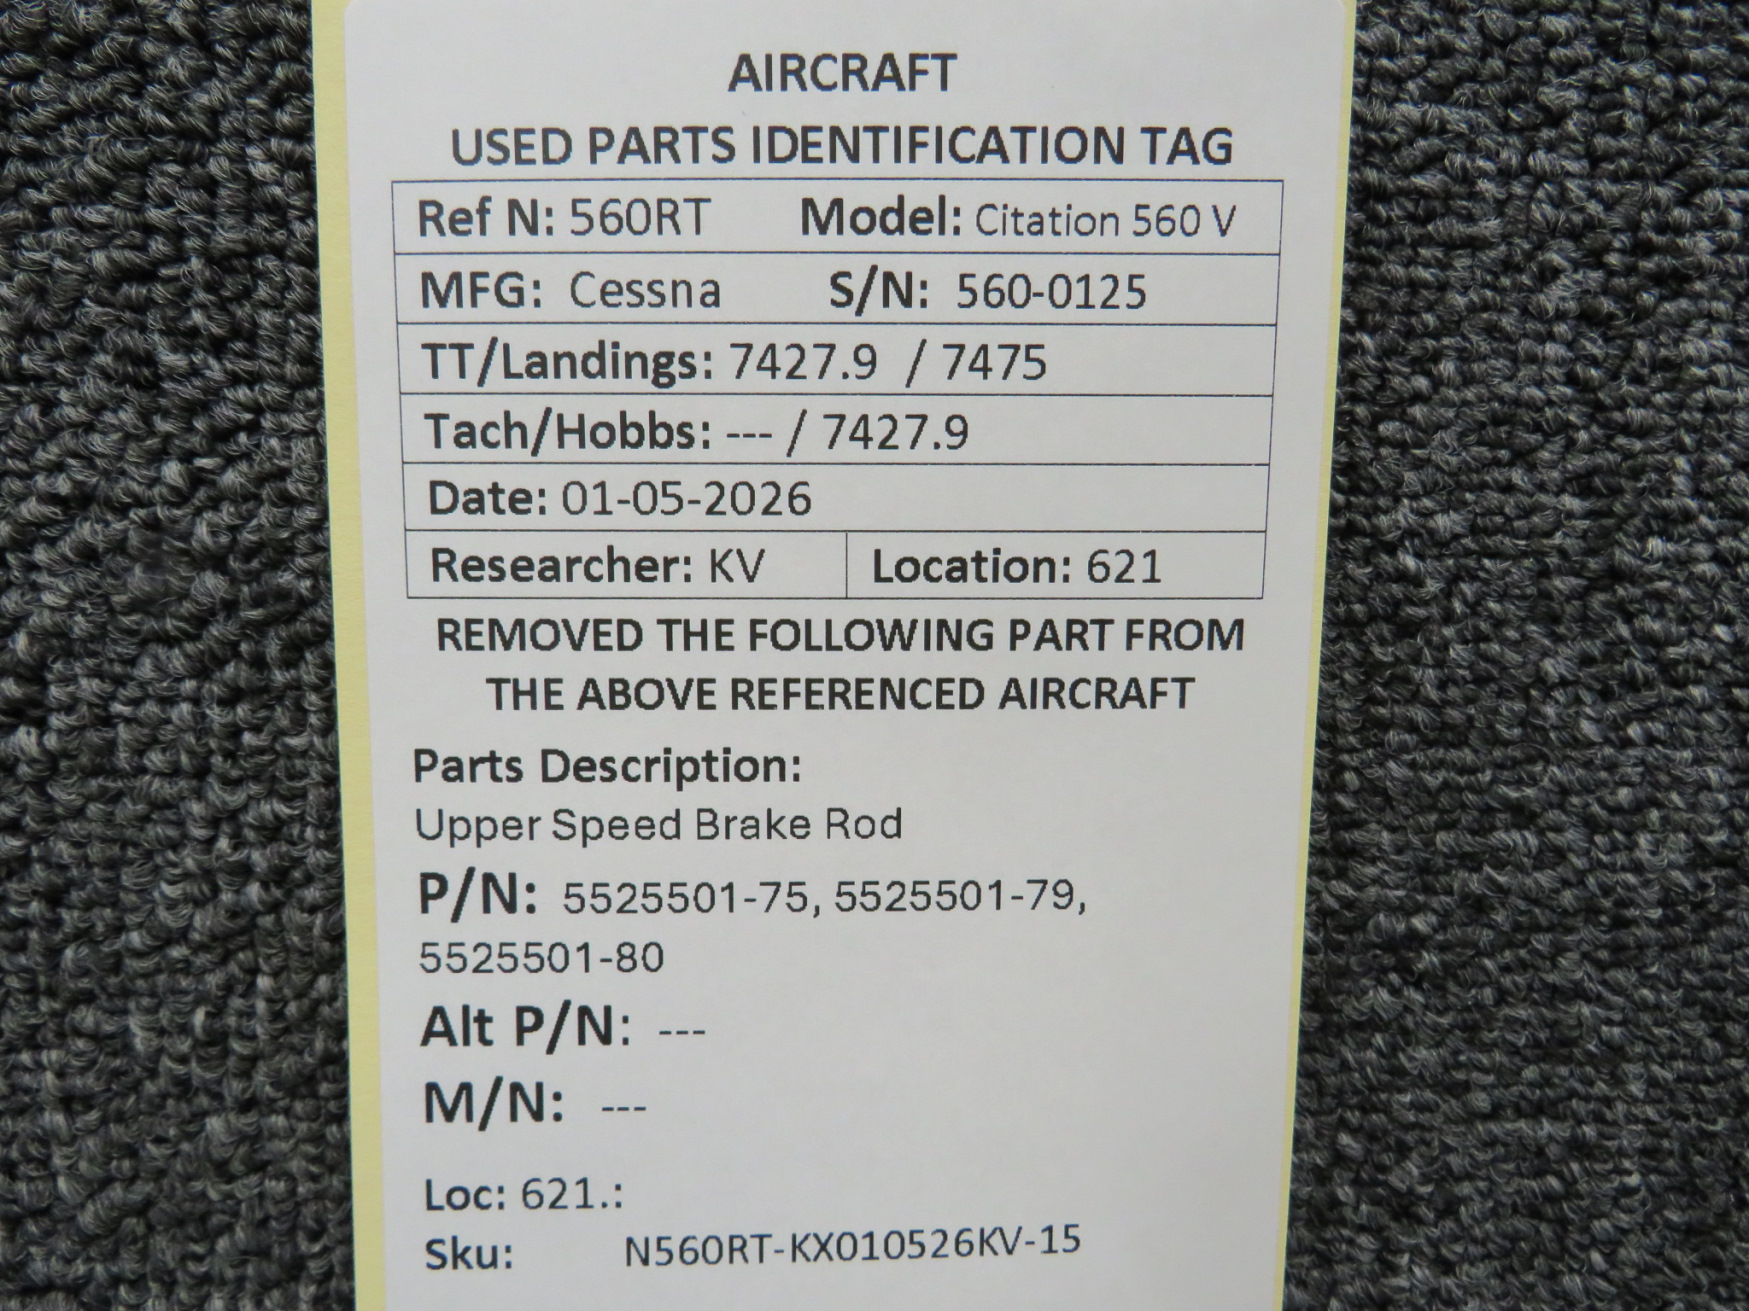 AIRCRAFT
USED PARTS IDENTIFICATION TAG
Ref N: 560RT Model: Citation 560 V
MFG: Cessna S/N: 560-0125
TT/Landings: 7427.9 / 7475
Tach/Hobbs: --- / 7427.9
Date: 01-05-2026
Researcher: KV Location: 621
REMOVED THE FOLLOWING PART FROM
THE ABOVE REFERENCED AIRCRAFT
Parts Description:
Upper Speed Brake Rod
P/N: 5525501-75, 5525501-79,
5525501-80
Alt P/N: ---
M/N: ---
Loc: 621.:
Sku: N560RT-KX010526KV-15